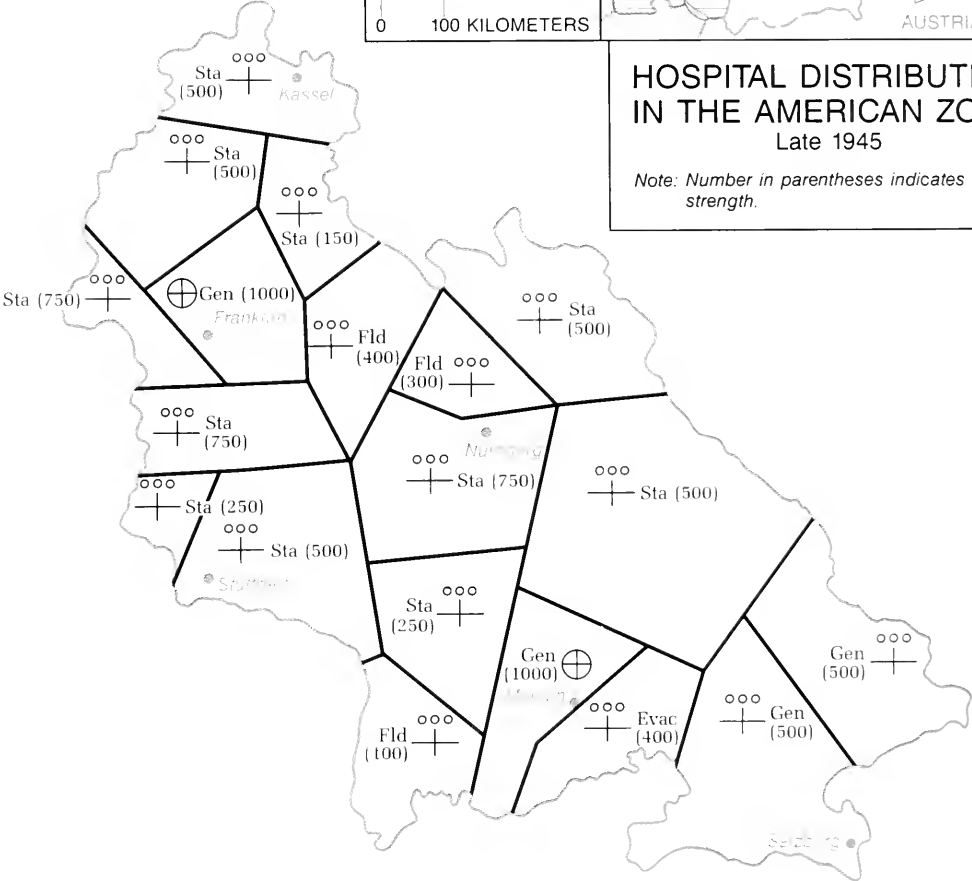 0 100 KILOMETERS
AUSTRI
HOSPITAL DISTRIBUTI
IN THE AMERICAN ZO
Late 1945
Note: Number in parentheses indicates
strength.
Sta
(500)
Kassel
Sta
(500)
Sta (150)
Sta (750)
Gen (1000)
Frankfurt
Fld
(400)
Fld
(300)
Sta
(500)
Sta
(750)
Nürnberg
Sta (750)
Sta (500)
Sta (250)
Sta (500)
Stuttgart
Sta
(250)
Gen
(1000)
Gen
(500)
Evac
(400)
Gen
(500)
Fld
Salzburg